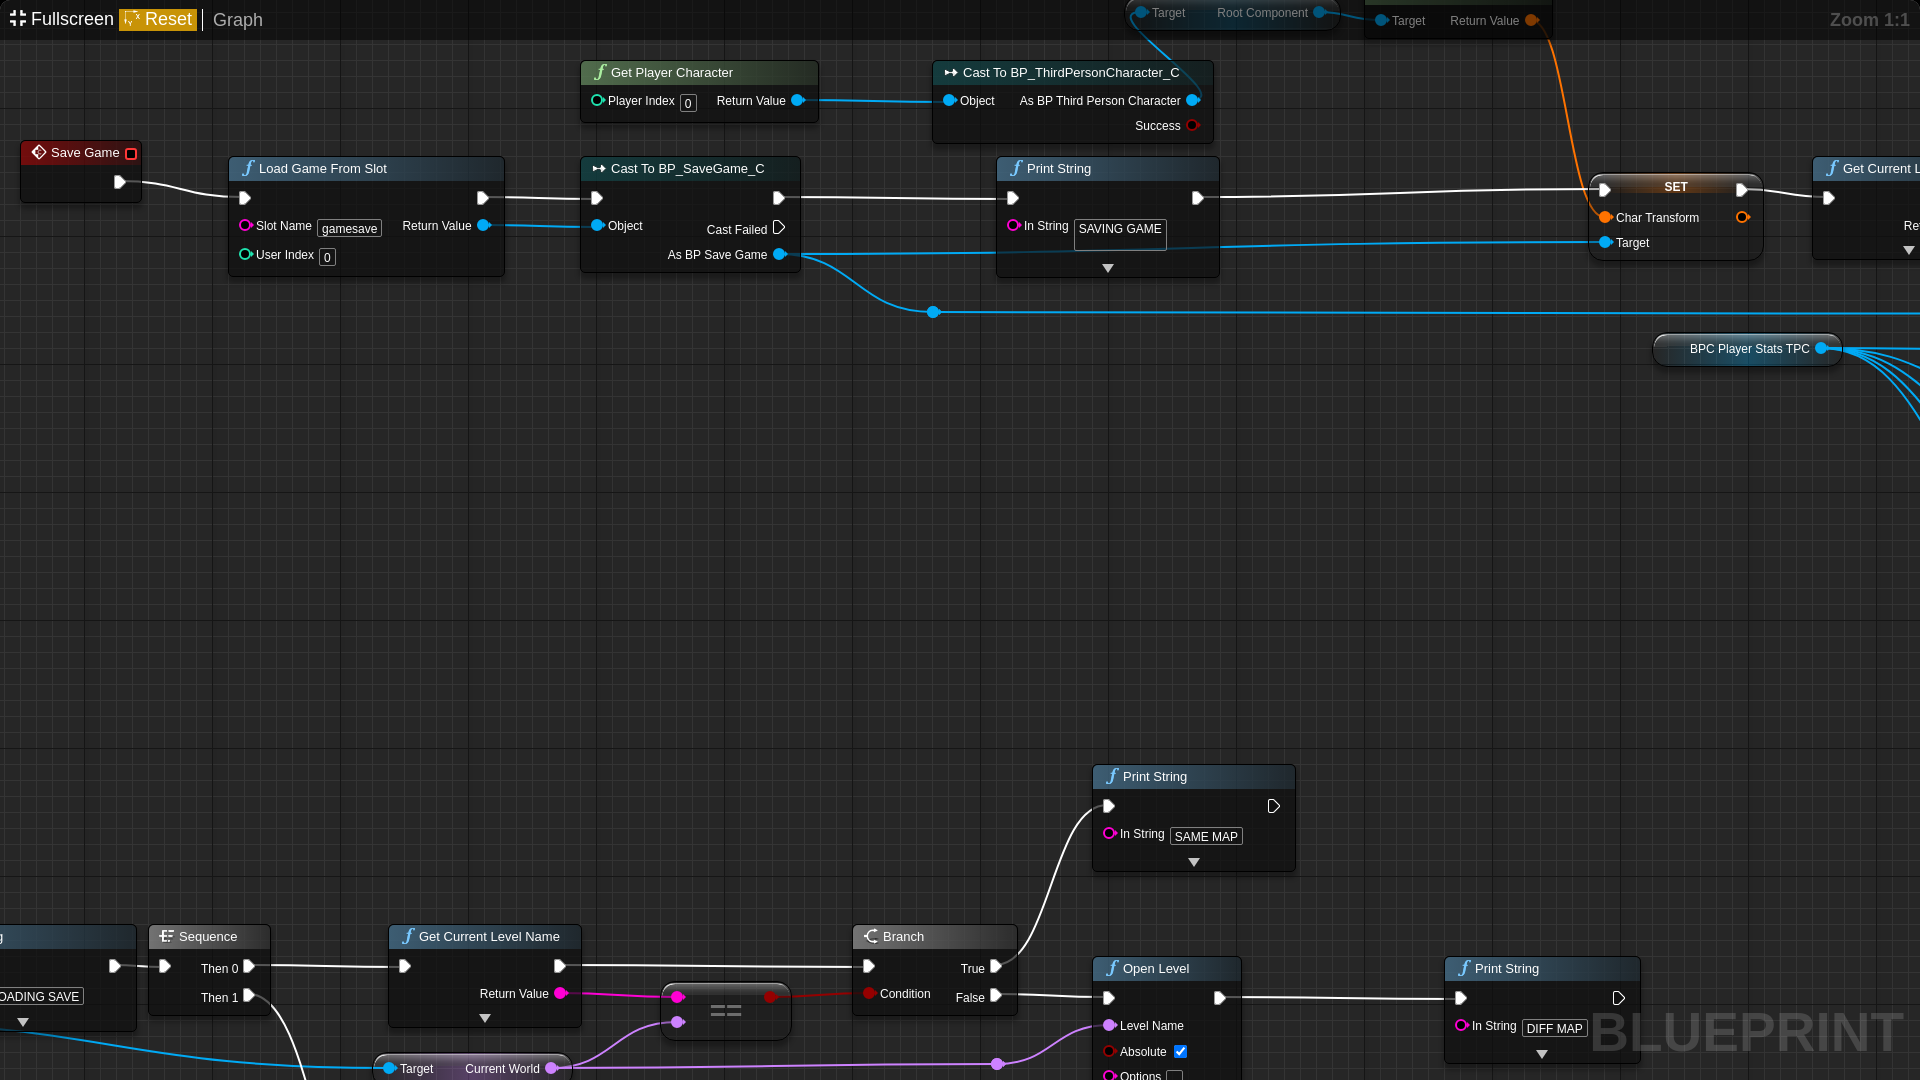 Fullscreen Reset Graph Zoom 1:1
Target Root Component
Target Return Value
Get Player Character
Player Index 0 Return Value
Cast To BP_ThirdPersonCharacter_C
Object As BP Third Person Character
Success
Save Game
Load Game From Slot
Slot Name gamesave Return Value
User Index 0
Cast To BP_SaveGame_C
Object Cast Failed
As BP Save Game
Print String
In String SAVING GAME
SET
Char Transform
Target
Get Current L
Ret
BPC Player Stats TPC
Print String
In String SAME MAP
g
OADING SAVE
Sequence
Then 0
Then 1
Get Current Level Name
Return Value
Target Current World
==
Branch
True
Condition False
Open Level
Level Name
Absolute
Options
Print String
In String DIFF MAP
BLUEPRINT